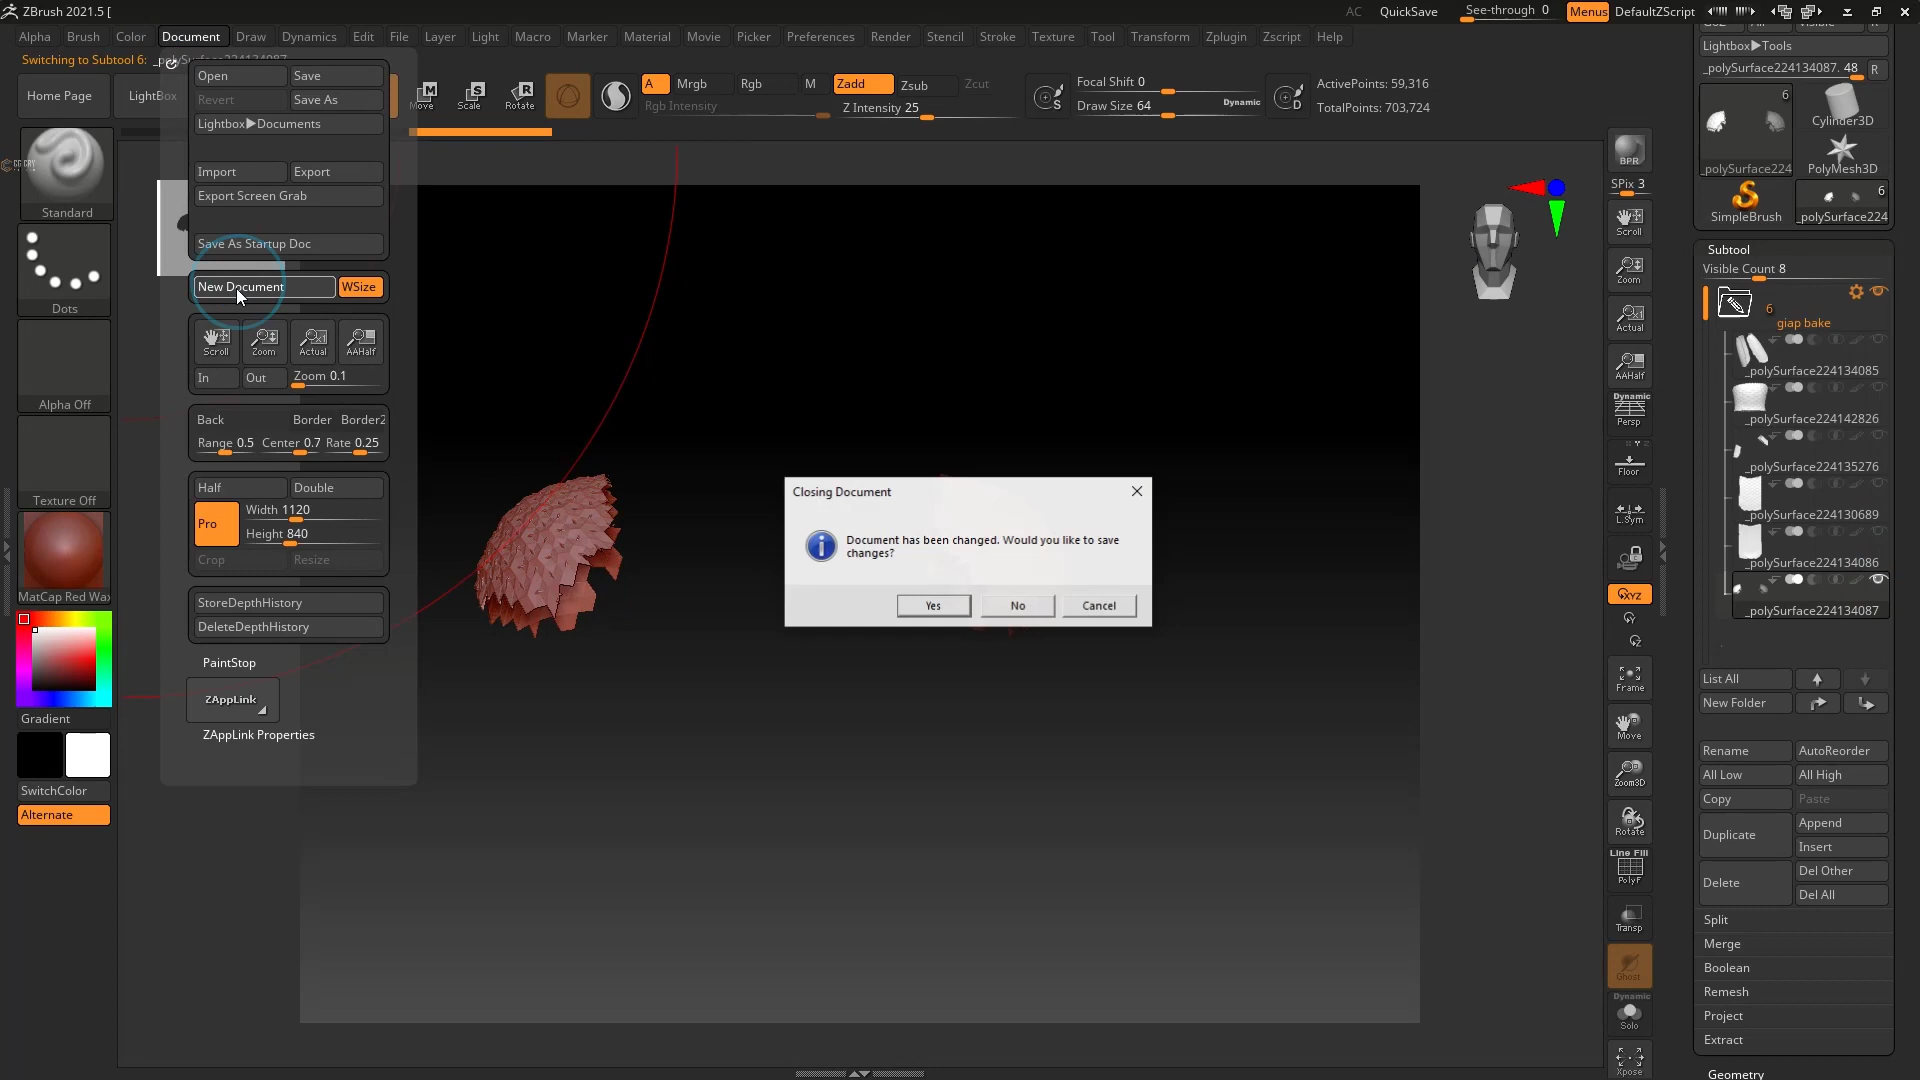 ZBrush 2021.5 [
AC QuickSave See-through 0 Menus DefaultZScript
Alpha Brush Color Document Draw Dynamics Edit File Layer Light Macro Marker Material Movie Picker Preferences Render Stencil Stroke Texture Tool Transform Zplugin Zscript Help
Switching to Subtool 6: _polySurface224134087
Home Page LightBox
Move Scale Rotate
A Mrgb Rgb M Zadd Zsub Zcut
Rgb Intensity Z Intensity 25
S Focal Shift 0
Draw Size 64 Dynamic
D ActivePoints: 59,316
TotalPoints: 703,724
Open Save
Revert Save As
Lightbox▶Documents
Import Export
Export Screen Grab
Save As Startup Doc
New Document WSize
Scroll Zoom Actual AAHalf
In Out Zoom 0.1
Back Border Border2
Range 0.5 Center 0.7 Rate 0.25
Half Double
Pro Width 1120
Height 840
Crop Resize
StoreDepthHistory
DeleteDepthHistory
PaintStop
ZAppLink
ZAppLink Properties
Standard
Dots
Alpha Off
Texture Off
MatCap Red Wax
Gradient
SwitchColor
Alternate
Closing Document
Document has been changed. Would you like to save
changes?
Yes No Cancel
BPR
SPix 3
Scroll
Zoom
Actual
AAHalf
Dynamic
Persp
Floor
L.Sym
XYZ
Frame
Move
Zoom3D
Rotate
Line Fill
PolyF
Transp
Ghost
Dynamic
Solo
Xpose
Lightbox▶Tools
_polySurface224134087. 48 R
6
_polySurface224
Cylinder3D
PolyMesh3D
SimpleBrush
6
_polySurface224
Subtool
Visible Count 8
6
giap bake
_polySurface224134085
_polySurface224142826
_polySurface224135276
_polySurface224130689
_polySurface224134086
_polySurface224134087
List All
New Folder
Rename AutoReorder
All Low All High
Copy Paste
Duplicate Append
Insert
Delete Del Other
Del All
Split
Merge
Boolean
Remesh
Project
Extract
Geometry